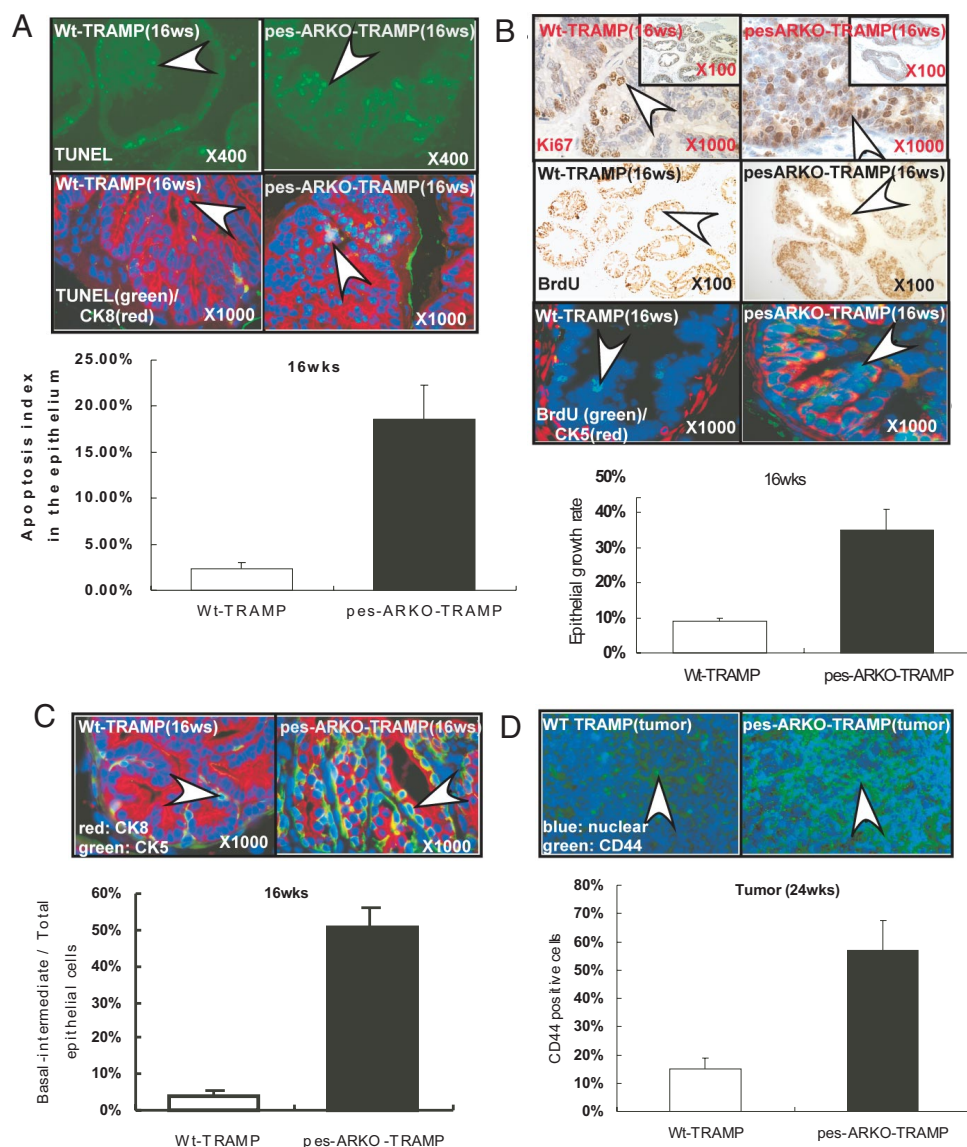 A
Wt-TRAMP(16ws)
pes-ARKO-TRAMP(16ws)
TUNEL
X400
X400
Wt-TRAMP(16ws)
pes-ARKO-TRAMP(16ws)
TUNEL(green)/
CK8(red)
X1000
X1000
16wks
Apoptosis index
in the epithelium
25.00%
20.00%
15.00%
10.00%
5.00%
0.00%
Wt-TRAMP
pes-ARKO-TRAMP
B
Wt-TRAMP(16ws)
X100
pesARKO-TRAMP(16ws)
X100
Ki67
X1000
X1000
Wt-TRAMP(16ws)
pesARKO-TRAMP(16ws)
BrdU
X100
X100
Wt-TRAMP(16ws)
pesARKO-TRAMP(16ws)
BrdU (green)/
CK5(red)
X1000
X1000
16wks
Epithelial growth rate
50%
40%
30%
20%
10%
0%
Wt-TRAMP
pes-ARKO-TRAMP
C
Wt-TRAMP(16ws)
pes-ARKO-TRAMP(16ws)
red: CK8
green: CK5
X1000
X1000
16wks
Basal-intermediate / Total
epithelial cells
60%
50%
40%
30%
20%
10%
0%
Wt-TRAMP
pes-ARKO-TRAMP
D
WT TRAMP(tumor)
pes-ARKO-TRAMP(tumor)
blue: nuclear
green: CD44
Tumor (24wks)
CD44 positive cells
80%
70%
60%
50%
40%
30%
20%
10%
0%
Wt-TRAMP
pes-ARKO-TRAMP